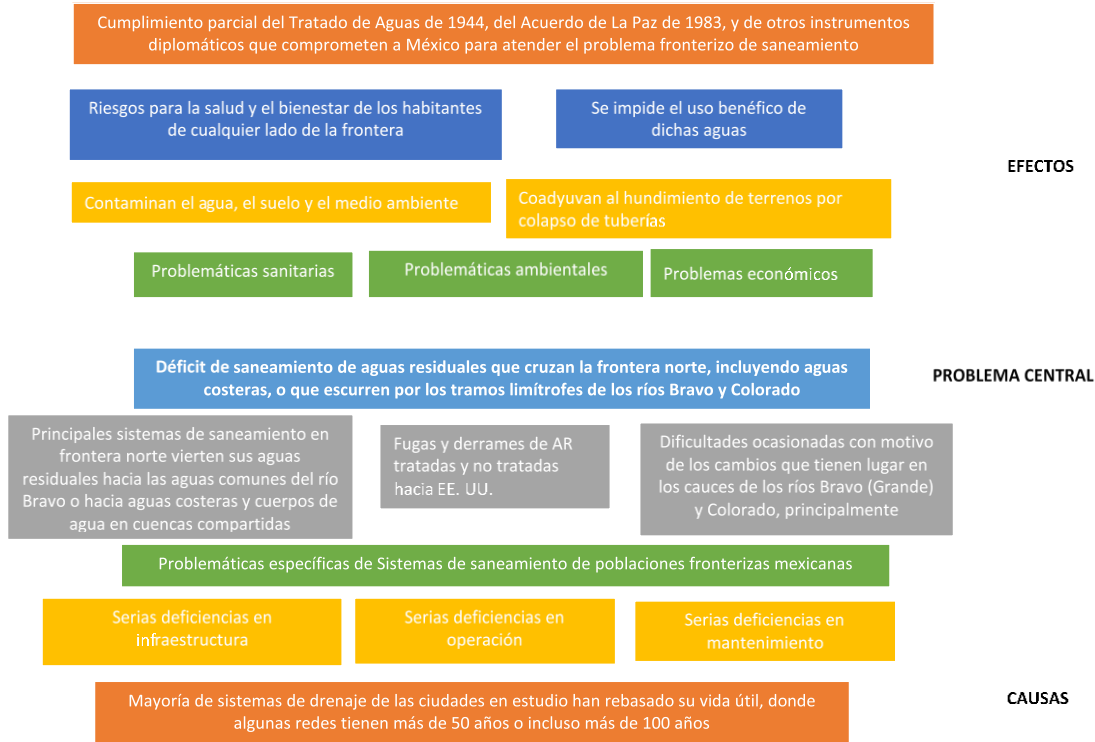 Cumplimiento parcial del Tratado de Aguas de 1944, del Acuerdo de La Paz de 1983, y de otros instrumentos
diplomáticos que comprometen a México para atender el problema fronterizo de saneamiento
Riesgos para la salud y el bienestar de los habitantes
de cualquier lado de la frontera
Se impide el uso benéfico de
dichas aguas
EFECTOS
Contaminan el agua, el suelo y el medio ambiente
Coadyuvan al hundimiento de terrenos por
colapso de tuberías
Problemáticas sanitarias
Problemáticas ambientales
Problemas económicos
Déficit de saneamiento de aguas residuales que cruzan la frontera norte, incluyendo aguas
costeras, o que escurren por los tramos limítrofes de los ríos Bravo y Colorado
PROBLEMA CENTRAL
Principales sistemas de saneamiento en
frontera norte vierten sus aguas
residuales hacia las aguas comunes del río
Bravo o hacia aguas costeras y cuerpos de
agua en cuencas compartidas
Fugas y derrames de AR
tratadas y no tratadas
hacia EE. UU.
Dificultades ocasionadas con motivo
de los cambios que tienen lugar en
los cauces de los ríos Bravo (Grande)
y Colorado, principalmente
Problemáticas específicas de Sistemas de saneamiento de poblaciones fronterizas mexicanas
Serias deficiencias en
infraestructura
Serias deficiencias en
operación
Serias deficiencias en
mantenimiento
Mayoría de sistemas de drenaje de las ciudades en estudio han rebasado su vida útil, donde
algunas redes tienen más de 50 años o incluso más de 100 años
CAUSAS